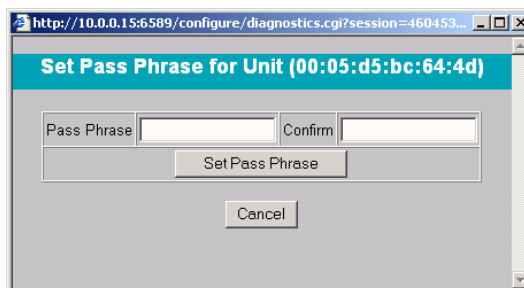 http://10.0.0.15:6589/configure/diagnostics.cgi?session=460453...
Set Pass Phrase for Unit (00:05:d5:bc:64:4d)
Pass Phrase Confirm
Set Pass Phrase
Cancel